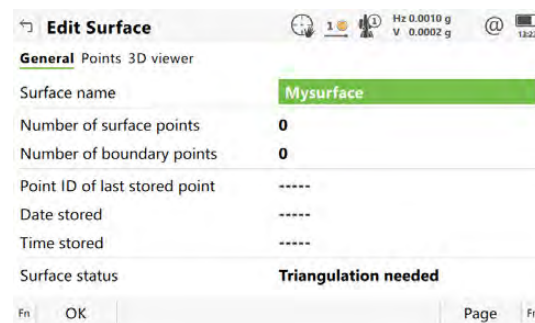 Edit Surface 1 1 Hz 0.0010 g @
V 0.0002 g
General Points 3D viewer
Surface name Mysurface
Number of surface points 0
Number of boundary points 0
Point ID of last stored point -----
Date stored -----
Time stored -----
Surface status Triangulation needed
Fn OK Page